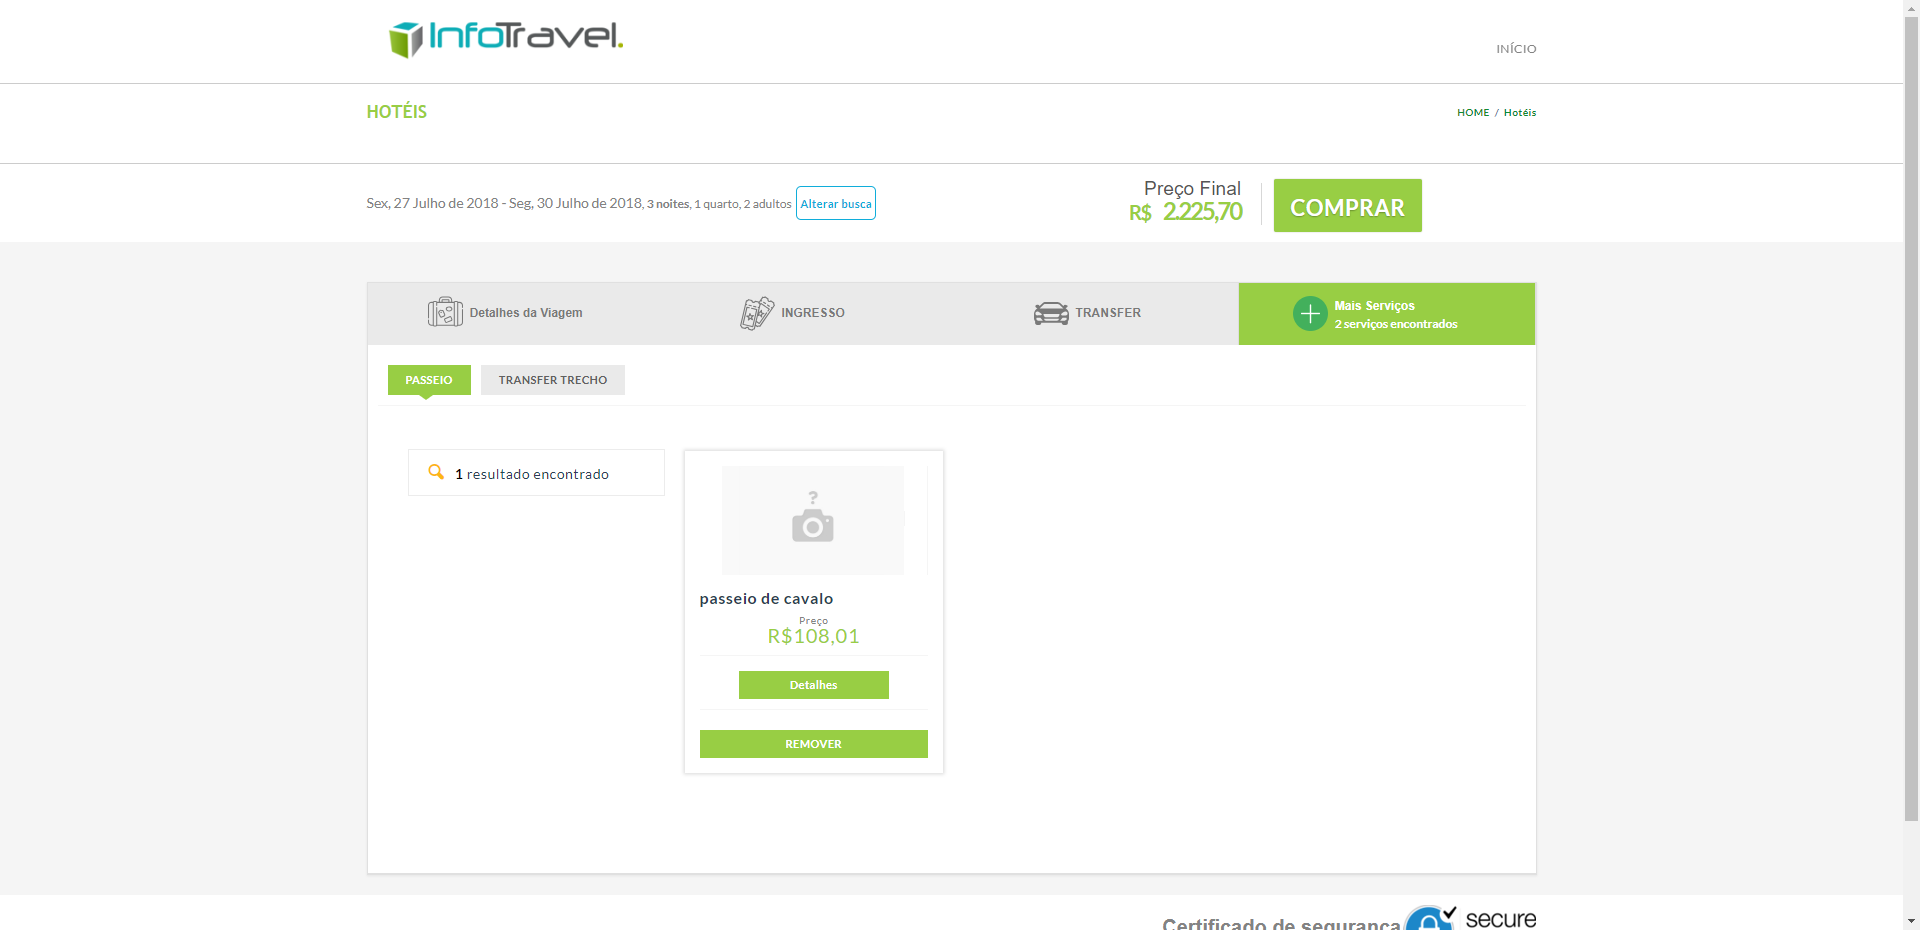 InfoTravel.
INÍCIO
HOTÉIS
HOME / Hotéis
Sex, 27 Julho de 2018 - Seg, 30 Julho de 2018, 3 noites, 1 quarto, 2 adultos
Alterar busca
Preço Final
R$ 2.225,70
COMPRAR
Detalhes da Viagem
INGRESSO
TRANSFER
Mais Serviços
2 serviços encontrados
PASSEIO
TRANSFER TRECHO
1 resultado encontrado
?
passeio de cavalo
Preço
R$108,01
Detalhes
REMOVER
Certificado de segurança
secure